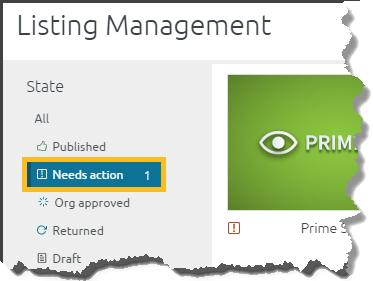 Listing Management
State
All
Published
Needs action 1
Org approved
Returned
Draft
PRIM
Prime S